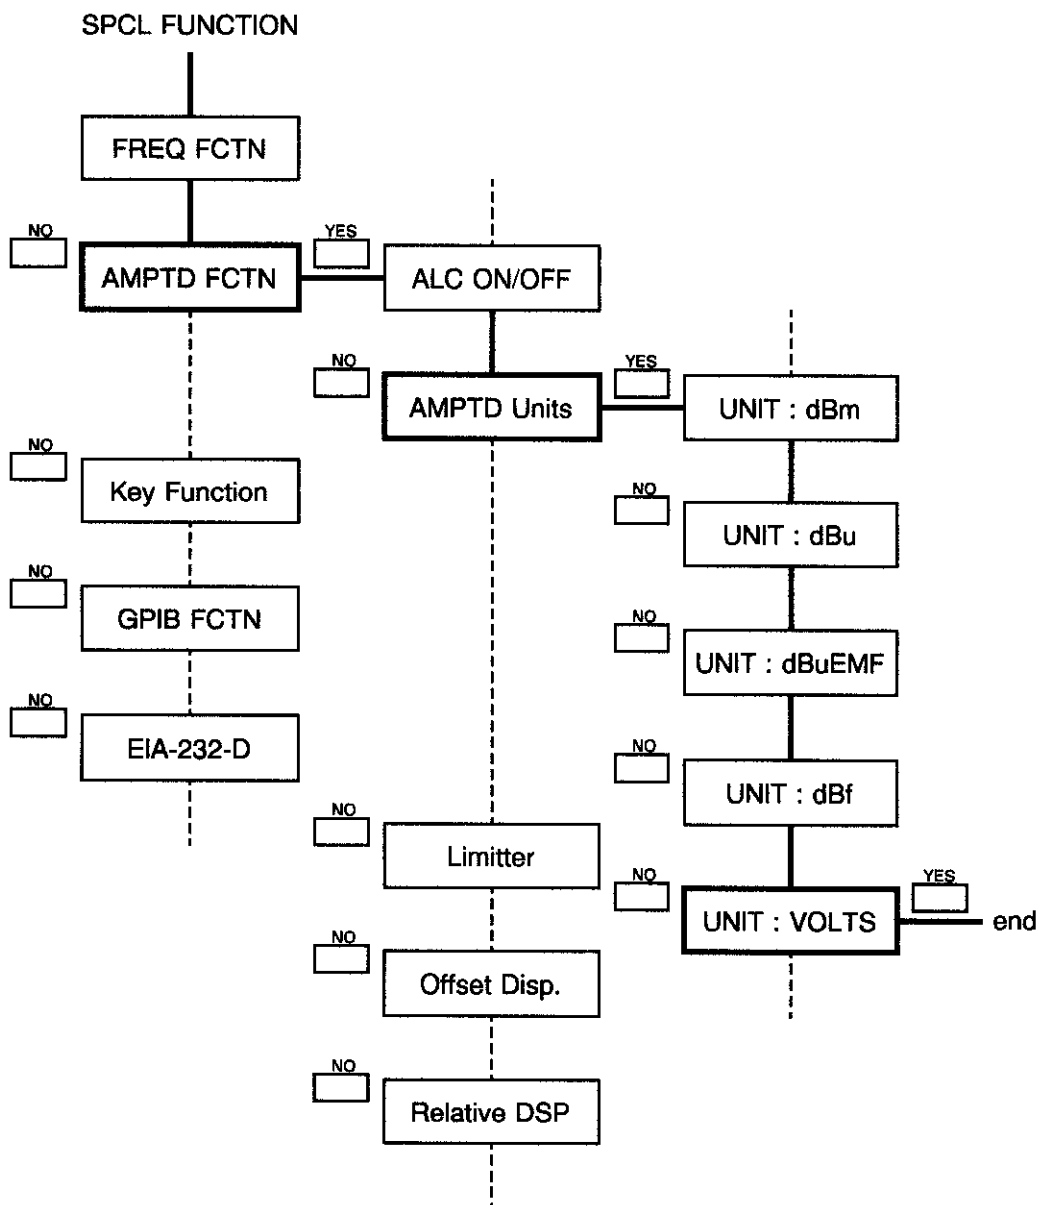 SPCL FUNCTION
FREQ FCTN
NO
AMPTD FCTN
YES
ALC ON/OFF
NO
AMPTD Units
YES
UNIT : dBm
NO
Key Function
NO
UNIT : dBu
NO
GPIB FCTN
NO
UNIT : dBuEMF
NO
EIA-232-D
NO
UNIT : dBf
NO
Limitter
NO
UNIT : VOLTS
YES
end
NO
Offset Disp.
NO
Relative DSP